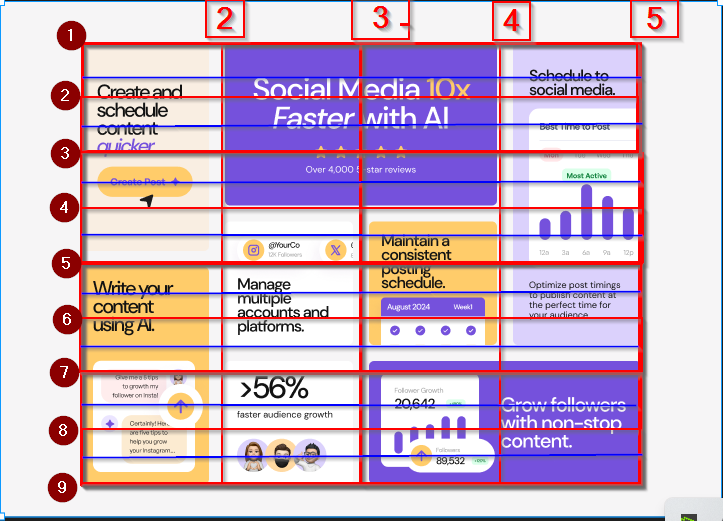 2
3
4
5
1
2
3
4
5
6
7
8
9
Create and
schedule
content
quicker
Create Post
Social Media 10x
Faster with AI
Over 4,000 5-star reviews
Schedule to
social media.
Best Time to Post
Mon
Tue
Wed
Thu
Most Active
12a
3a
6a
9a
12p
Optimize post timings
to publish content at
the perfect time for
your audience
@YourCo
12K Followers
Maintain a
consistent
posting
schedule.
August 2024
Week1
Write your
content
using AI.
Give me a 5 tips
to growth my
follower on insta!
Certainly! Here
are five tips to
help you grow
your Instagram...
Manage
multiple
accounts and
platforms.
>56%
faster audience growth
Follower Growth
20,642
Followers
89,532
Grow followers
with non-stop
content.